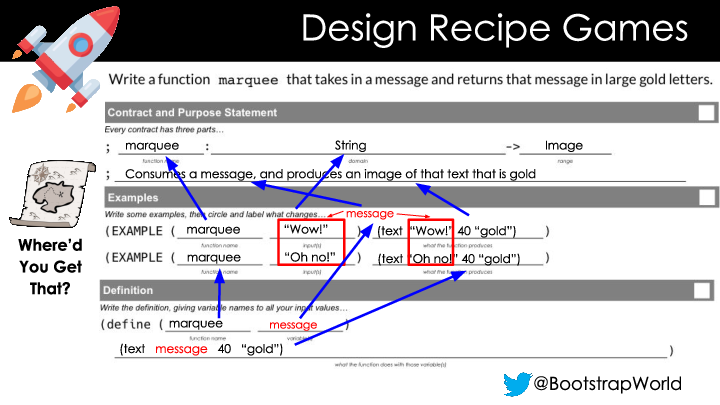 Design Recipe Games
Write a function marquee that takes in a message and returns that message in large gold letters.
Contract and Purpose Statement
Every contract has three parts…
; marquee : String -> Image
function name domain range
; Consumes a message, and produces an image of that text that is gold
Examples
Write some examples, then circle and label what changes… message
(EXAMPLE ( marquee “Wow!” ) (text “Wow!” 40 “gold”) )
function name input(s) what the function produces
(EXAMPLE ( marquee “Oh no!” ) (text “Oh no!” 40 “gold”) )
function name input(s) what the function produces
Where’d
You Get
That?
Definition
Write the definition, giving variable names to all your input values…
(define ( marquee message )
function name variable(s)
(text message 40 “gold”) )
what the function does with those variable(s)
@BootstrapWorld